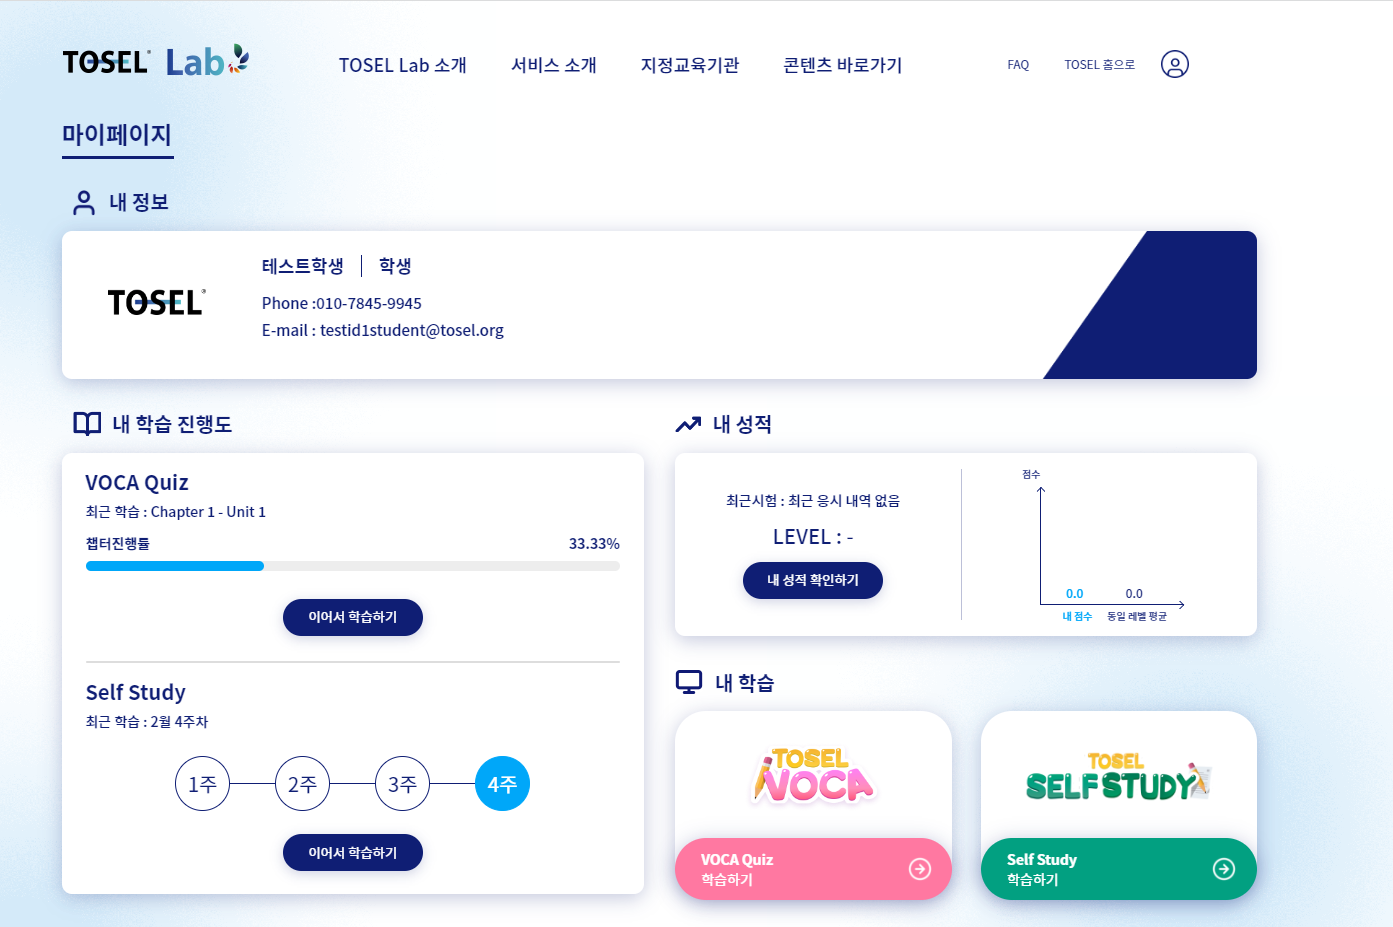 TOSEL Lab
TOSEL Lab 소개
서비스 소개
지정교육기관
콘텐츠 바로가기
FAQ
TOSEL 홈으로
마이페이지
내 정보
TOSEL
테스트학생 | 학생
Phone :010-7845-9945
E-mail : testid1student@tosel.org
내 학습 진행도
VOCA Quiz
최근 학습 : Chapter 1 - Unit 1
챕터진행률 33.33%
이어서 학습하기
Self Study
최근 학습 : 2월 4주차
1주 2주 3주 4주
이어서 학습하기
내 성적
최근시험 : 최근 응시 내역 없음
LEVEL : -
내 성적 확인하기
점수
0.0 0.0
내 점수 동일 레벨 평균
내 학습
TOSEL
VOCA
VOCA Quiz
학습하기
TOSEL
SELF STUDY
Self Study
학습하기